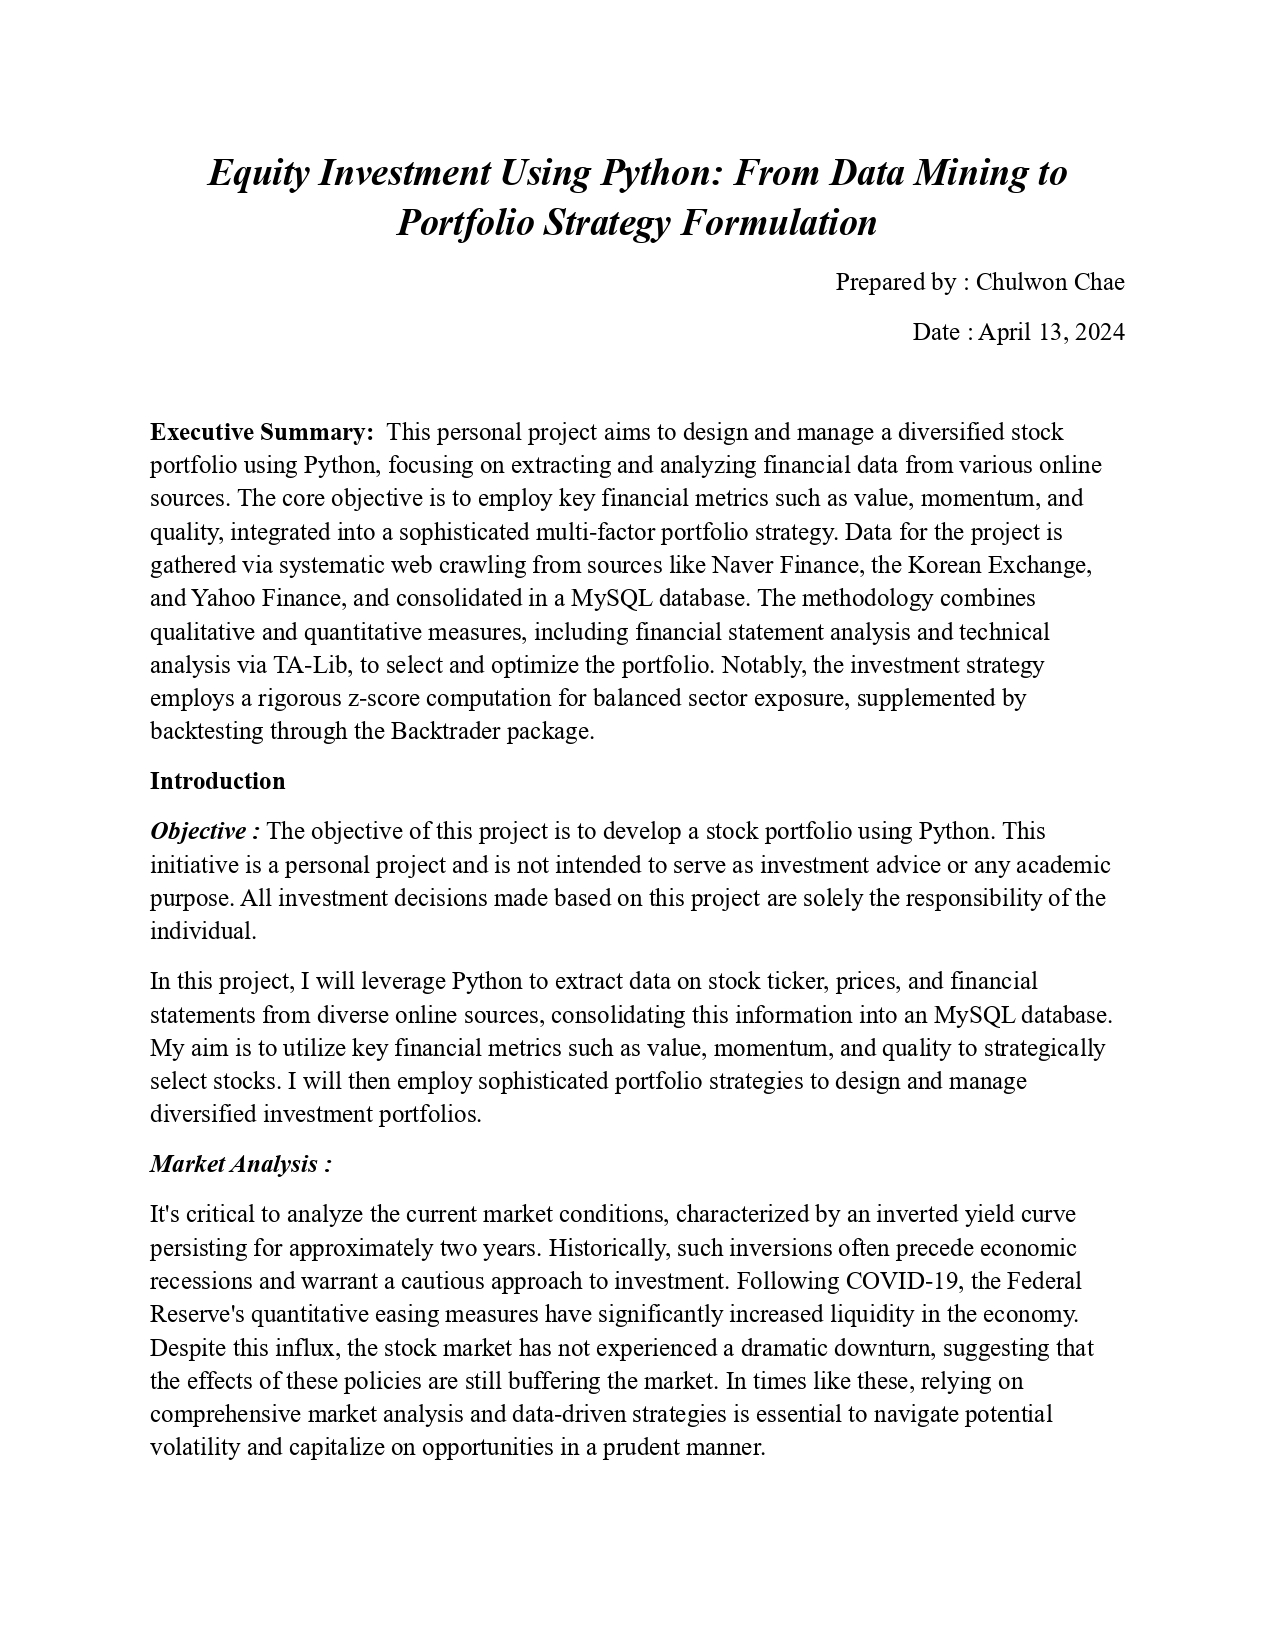 Equity Investment Using Python: From Data Mining to
Portfolio Strategy Formulation
Prepared by : Chulwon Chae
Date : April 13, 2024
Executive Summary:  This personal project aims to design and manage a diversified stock
portfolio using Python, focusing on extracting and analyzing financial data from various online
sources. The core objective is to employ key financial metrics such as value, momentum, and
quality, integrated into a sophisticated multi-factor portfolio strategy. Data for the project is
gathered via systematic web crawling from sources like Naver Finance, the Korean Exchange,
and Yahoo Finance, and consolidated in a MySQL database. The methodology combines
qualitative and quantitative measures, including financial statement analysis and technical
analysis via TA-Lib, to select and optimize the portfolio. Notably, the investment strategy
employs a rigorous z-score computation for balanced sector exposure, supplemented by
backtesting through the Backtrader package.
Introduction
Objective : The objective of this project is to develop a stock portfolio using Python. This
initiative is a personal project and is not intended to serve as investment advice or any academic
purpose. All investment decisions made based on this project are solely the responsibility of the
individual.
In this project, I will leverage Python to extract data on stock ticker, prices, and financial
statements from diverse online sources, consolidating this information into an MySQL database.
My aim is to utilize key financial metrics such as value, momentum, and quality to strategically
select stocks. I will then employ sophisticated portfolio strategies to design and manage
diversified investment portfolios.
Market Analysis :
It's critical to analyze the current market conditions, characterized by an inverted yield curve
persisting for approximately two years. Historically, such inversions often precede economic
recessions and warrant a cautious approach to investment. Following COVID-19, the Federal
Reserve's quantitative easing measures have significantly increased liquidity in the economy.
Despite this influx, the stock market has not experienced a dramatic downturn, suggesting that
the effects of these policies are still buffering the market. In times like these, relying on
comprehensive market analysis and data-driven strategies is essential to navigate potential
volatility and capitalize on opportunities in a prudent manner.